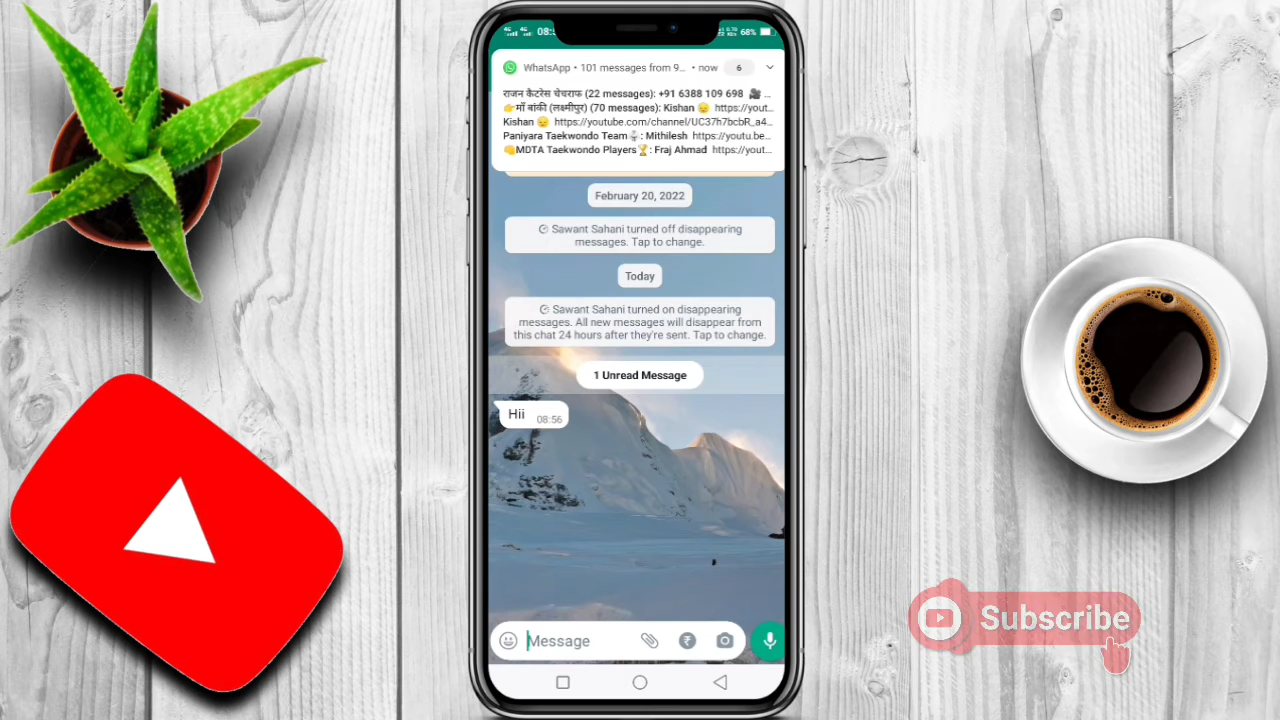 08:5
68%
WhatsApp • 101 messages from 9... • now 6
राजन कैटरेस चेचराफ (22 messages): +91 6388 109 698 🎥 ...
👉माँ बांकी (लक्ष्मीपुर) (70 messages): Kishan 😑 https://yout...
Kishan 😑 https://youtube.com/channel/UC37h7bcbR_a4...
Paniyara Taekwondo Team🥋: Mithilesh https://youtu.be...
👊MDTA Taekwondo Players🏆: Fraj Ahmad https://yout...
February 20, 2022
Sawant Sahani turned off disappearing
messages. Tap to change.
Today
Sawant Sahani turned on disappearing
messages. All new messages will disappear from
this chat 24 hours after they're sent. Tap to change.
1 Unread Message
Hii 08:56
Message
Subscribe